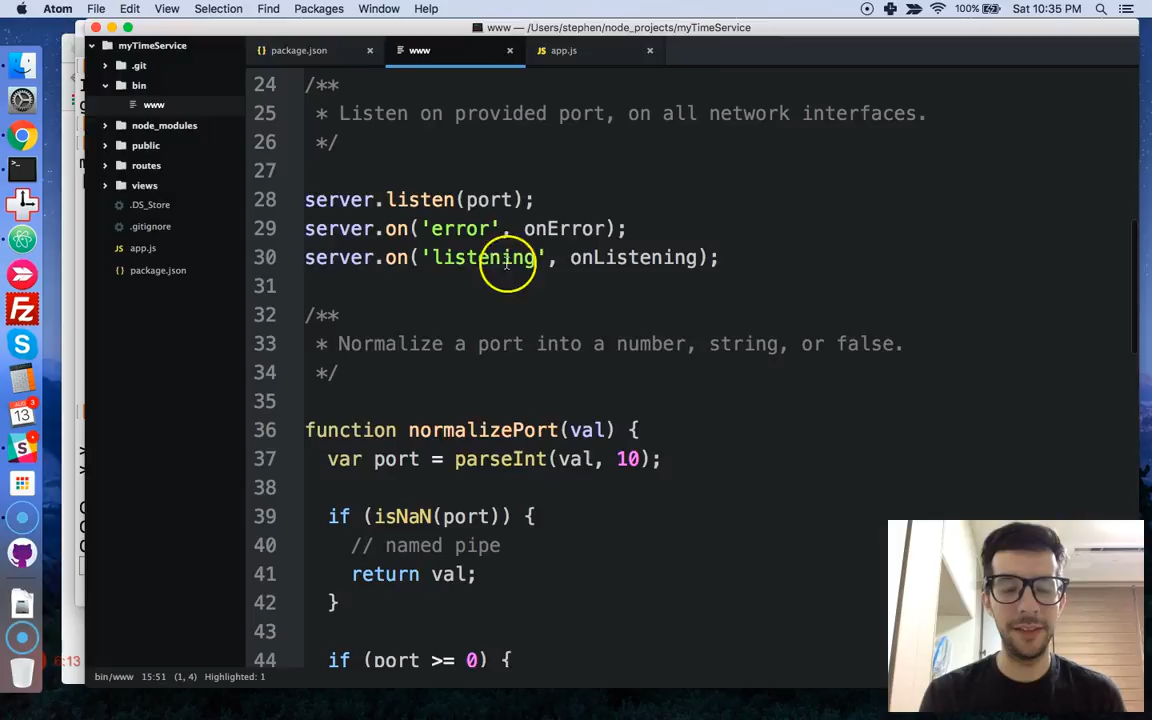 Atom File Edit View Selection Find Packages Window Help 100% Sat 10:35 PM
www — /Users/stephen/node_projects/myTimeService
myTimeService
.git
bin
www
node_modules
public
routes
views
.DS_Store
.gitignore
app.js
package.json
package.json × www × app.js ×
24 /**
25 * Listen on provided port, on all network interfaces.
26 */
27
28 server.listen(port);
29 server.on('error', onError);
30 server.on('listening', onListening);
31
32 /**
33 * Normalize a port into a number, string, or false.
34 */
35
36 function normalizePort(val) {
37 var port = parseInt(val, 10);
38
39 if (isNaN(port)) {
40 // named pipe
41 return val;
42 }
43
44 if (port >= 0) {
bin/www 15:51 (1, 4) Highlighted: 1
Fz
S
3
13
S
6:13